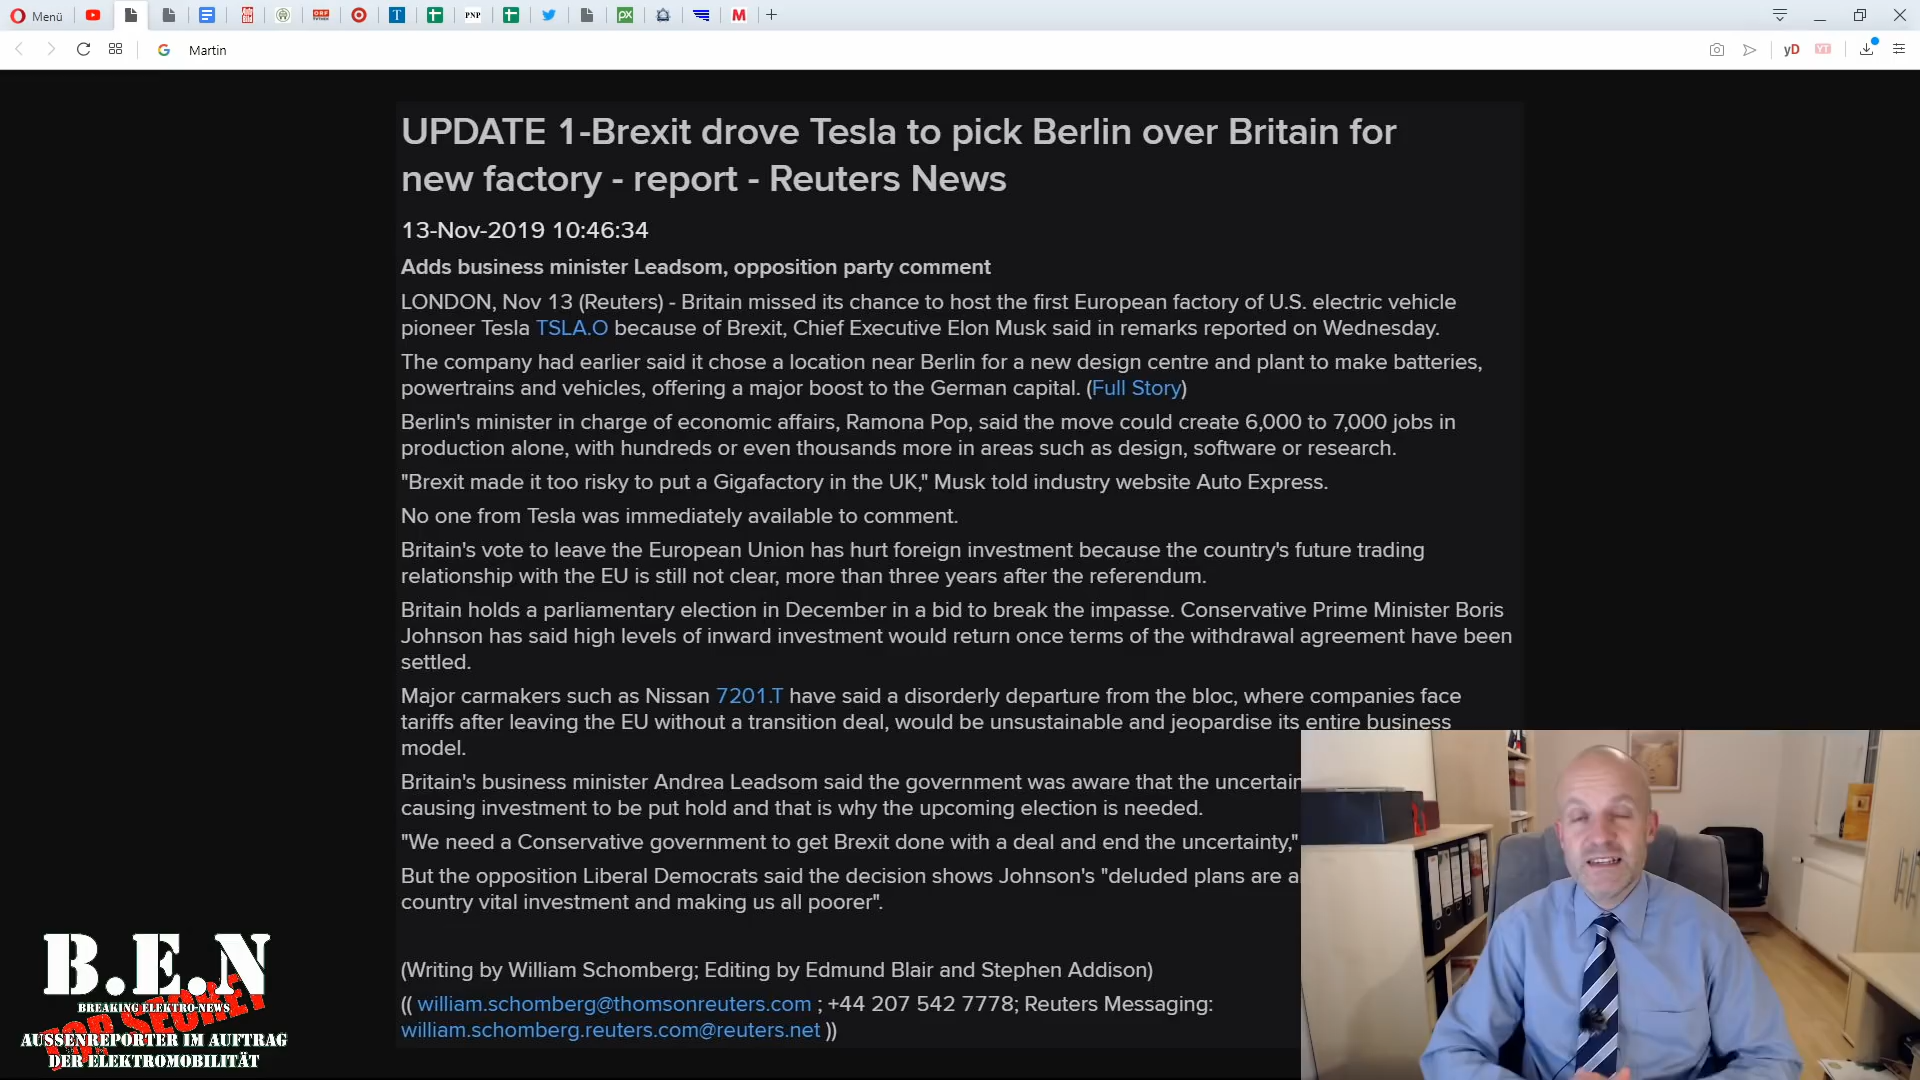 Menü
Martin
UPDATE 1-Brexit drove Tesla to pick Berlin over Britain for
new factory - report - Reuters News
13-Nov-2019 10:46:34
Adds business minister Leadsom, opposition party comment
LONDON, Nov 13 (Reuters) - Britain missed its chance to host the first European factory of U.S. electric vehicle
pioneer Tesla TSLA.O because of Brexit, Chief Executive Elon Musk said in remarks reported on Wednesday.
The company had earlier said it chose a location near Berlin for a new design centre and plant to make batteries,
powertrains and vehicles, offering a major boost to the German capital. (Full Story)
Berlin's minister in charge of economic affairs, Ramona Pop, said the move could create 6,000 to 7,000 jobs in
production alone, with hundreds or even thousands more in areas such as design, software or research.
"Brexit made it too risky to put a Gigafactory in the UK," Musk told industry website Auto Express.
No one from Tesla was immediately available to comment.
Britain's vote to leave the European Union has hurt foreign investment because the country's future trading
relationship with the EU is still not clear, more than three years after the referendum.
Britain holds a parliamentary election in December in a bid to break the impasse. Conservative Prime Minister Boris
Johnson has said high levels of inward investment would return once terms of the withdrawal agreement have been
settled.
Major carmakers such as Nissan 7201.T have said a disorderly departure from the bloc, where companies face
tariffs after leaving the EU without a transition deal, would be unsustainable and jeopardise its entire business
model.
Britain's business minister Andrea Leadsom said the government was aware that the
causing investment to be put hold and that is why the upcoming election is needed.
"We need a Conservative government to get Brexit done with a deal and end the uncertainty,"
But the opposition Liberal Democrats said the decision shows Johnson's "deluded plans are
country vital investment and making us all poorer".
(Writing by William Schomberg; Editing by Edmund Blair and Stephen Addison)
(( william.schomberg@thomsonreuters.com ; +44 207 542 7778; Reuters Messaging:
william.schomberg.reuters.com@reuters.net ))
B.E.N
BREAKING ELEKTRO-NEWS
TOP SECRET
AUSSENREPORTER IM AUFTRAG
DER ELEKTROMOBILITÄT